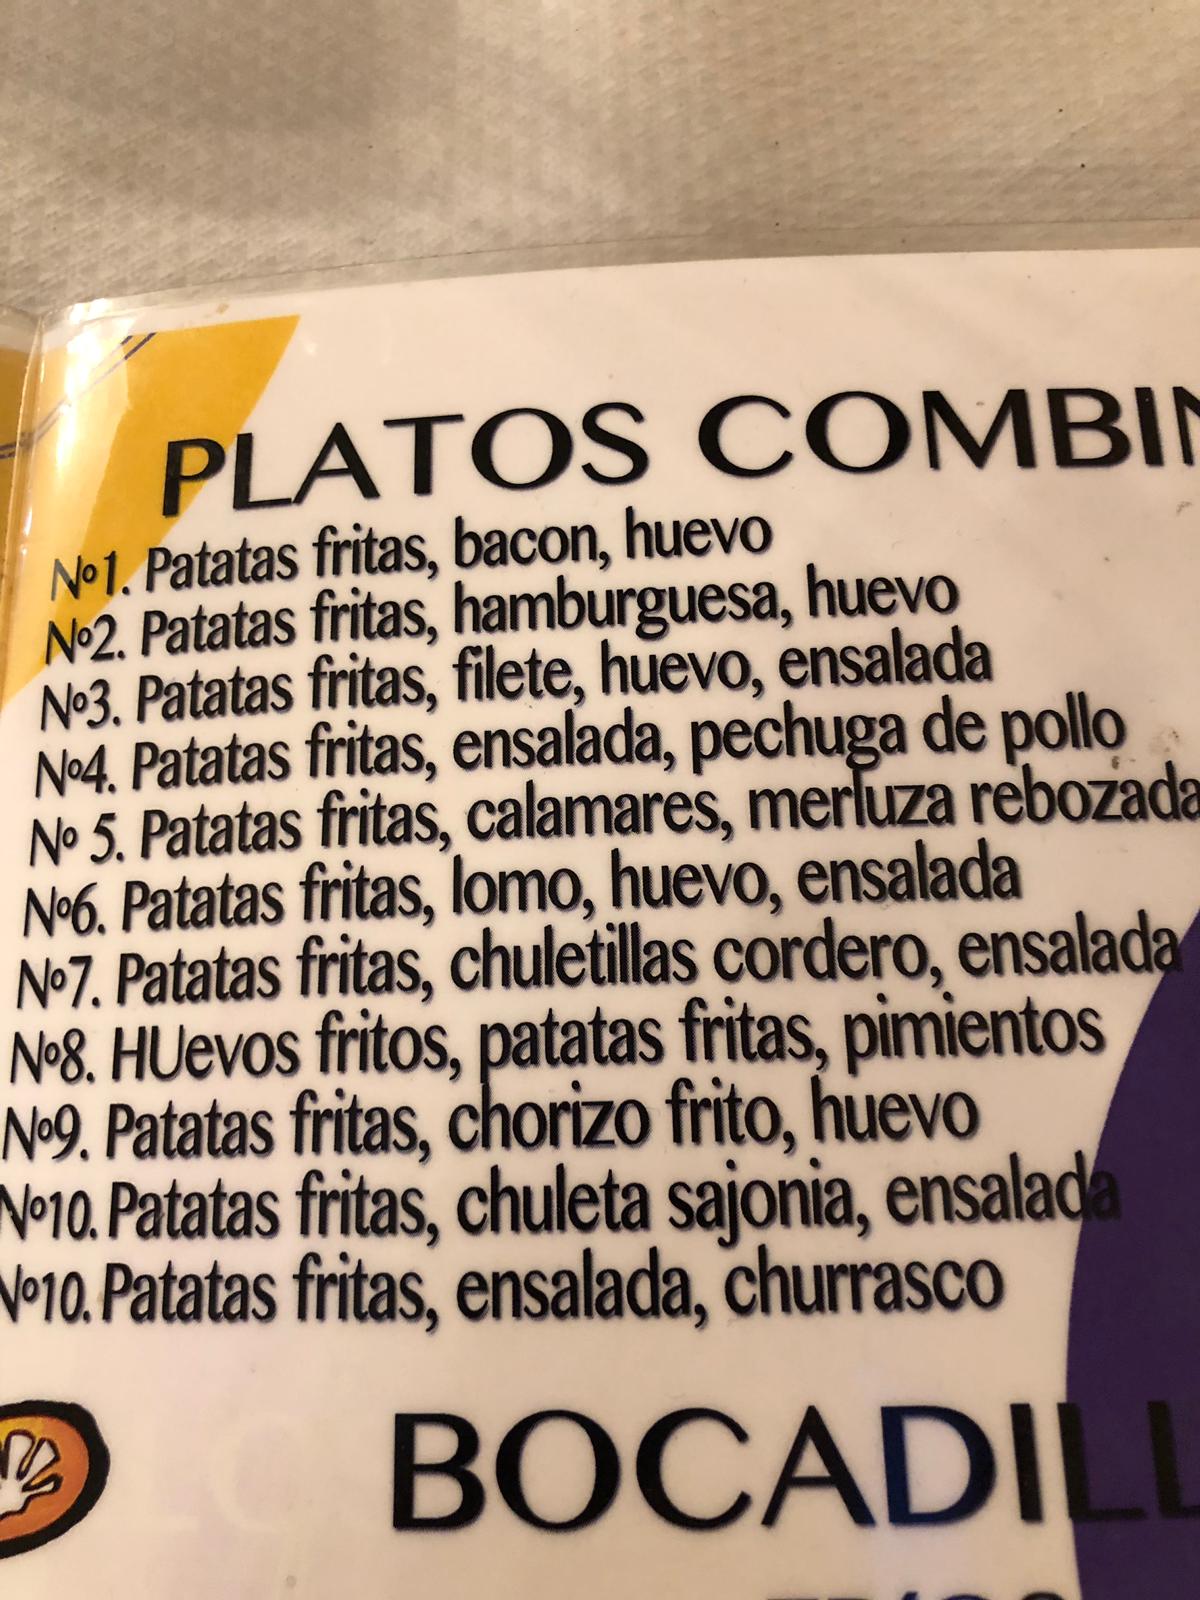 PLATOS COMBIN
Nº1. Patatas fritas, bacon, huevo
Nº2. Patatas fritas, hamburguesa, huevo
Nº3. Patatas fritas, filete, huevo, ensalada
Nº4. Patatas fritas, ensalada, pechuga de pollo
Nº 5. Patatas fritas, calamares, merluza rebozada
Nº6. Patatas fritas, lomo, huevo, ensalada
Nº7. Patatas fritas, chuletillas cordero, ensalada
Nº8. HUevos fritos, patatas fritas, pimientos
Nº9. Patatas fritas, chorizo frito, huevo
Nº10. Patatas fritas, chuleta sajonia, ensalada
Nº10. Patatas fritas, ensalada, churrasco
BOCADILL